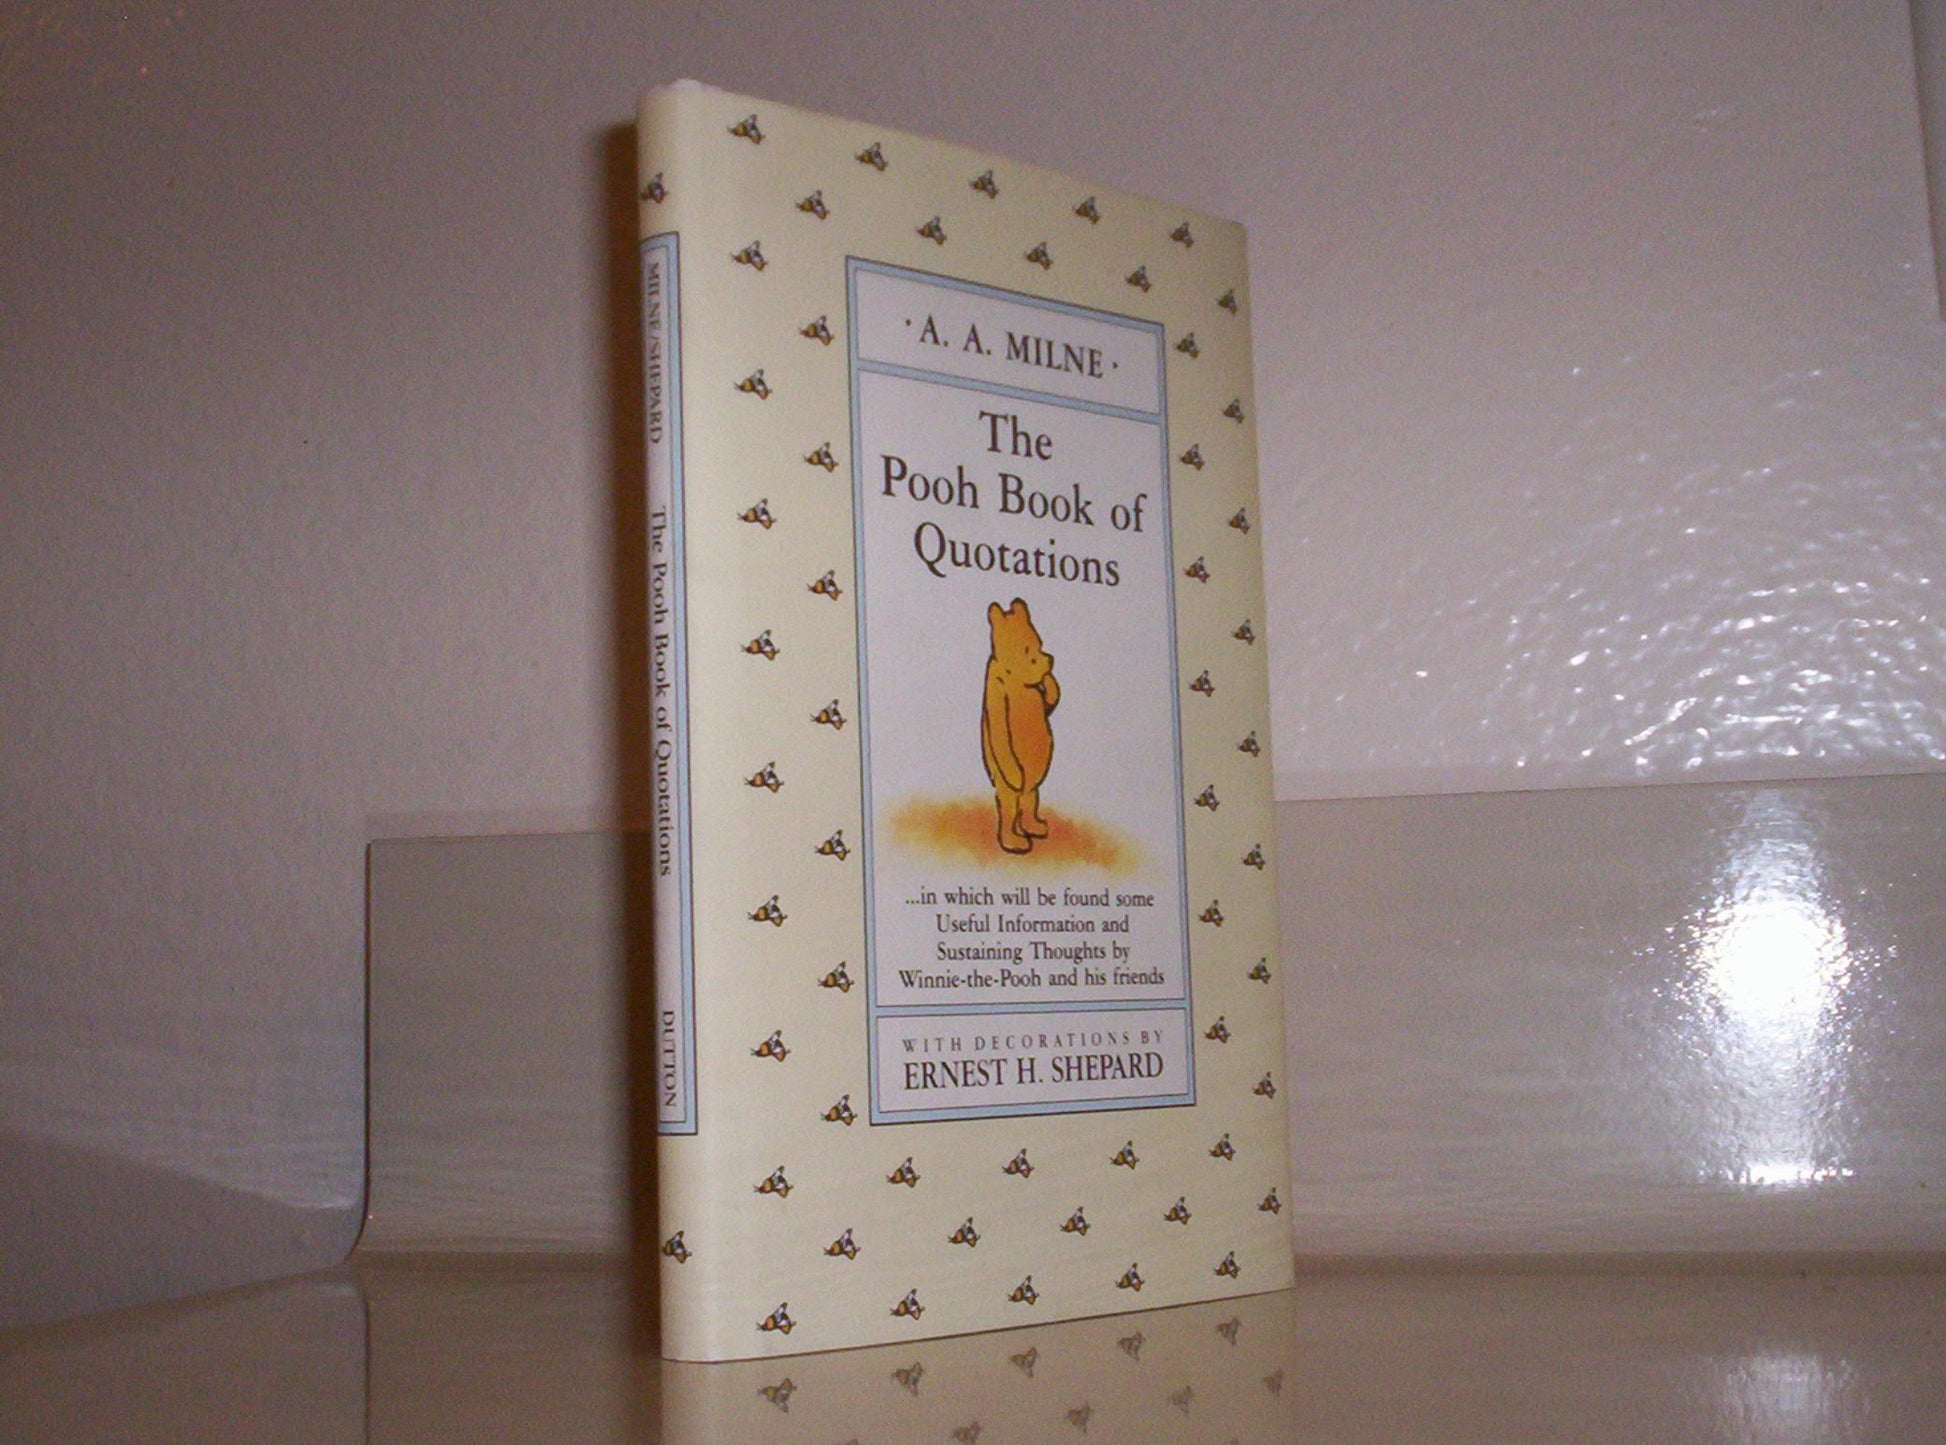 MILNE/SHEPARD The Pooh Book of Quotations DUTTON
· A. A. MILNE ·
The
Pooh Book of
Quotations
...in which will be found some
Useful Information and
Sustaining Thoughts by
Winnie-the-Pooh and his friends
WITH DECORATIONS BY
ERNEST H. SHEPARD